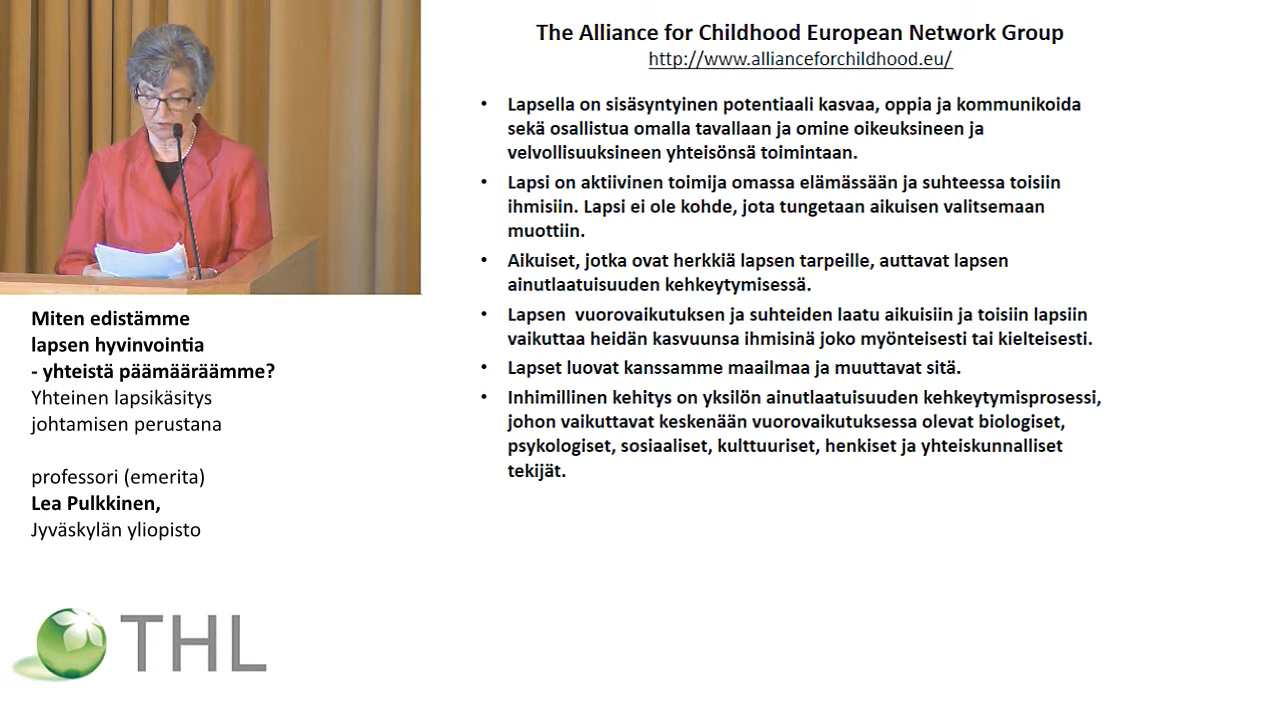 The Alliance for Childhood European Network Group
http://www.allianceforchildhood.eu/
• Lapsella on sisäsyntyinen potentiaali kasvaa, oppia ja kommunikoida
sekä osallistua omalla tavallaan ja omine oikeuksineen ja
velvollisuuksineen yhteisönsä toimintaan.
• Lapsi on aktiivinen toimija omassa elämässään ja suhteessa toisiin
ihmisiin. Lapsi ei ole kohde, jota tungetaan aikuisen valitsemaan
muottiin.
• Aikuiset, jotka ovat herkkiä lapsen tarpeille, auttavat lapsen
ainutlaatuisuuden kehkeytymisessä.
• Lapsen vuorovaikutuksen ja suhteiden laatu aikuisiin ja toisiin lapsiin
vaikuttaa heidän kasvuunsa ihmisinä joko myönteisesti tai kielteisesti.
• Lapset luovat kanssamme maailmaa ja muuttavat sitä.
• Inhimillinen kehitys on yksilön ainutlaatuisuuden kehkeytymisprosessi,
johon vaikuttavat keskenään vuorovaikutuksessa olevat biologiset,
psykologiset, sosiaaliset, kulttuuriset, henkiset ja yhteiskunnalliset
tekijät.
Miten edistämme
lapsen hyvinvointia
- yhteistä päämääräämme?
Yhteinen lapsikäsitys
johtamisen perustana
professori (emerita)
Lea Pulkkinen,
Jyväskylän yliopisto
THL